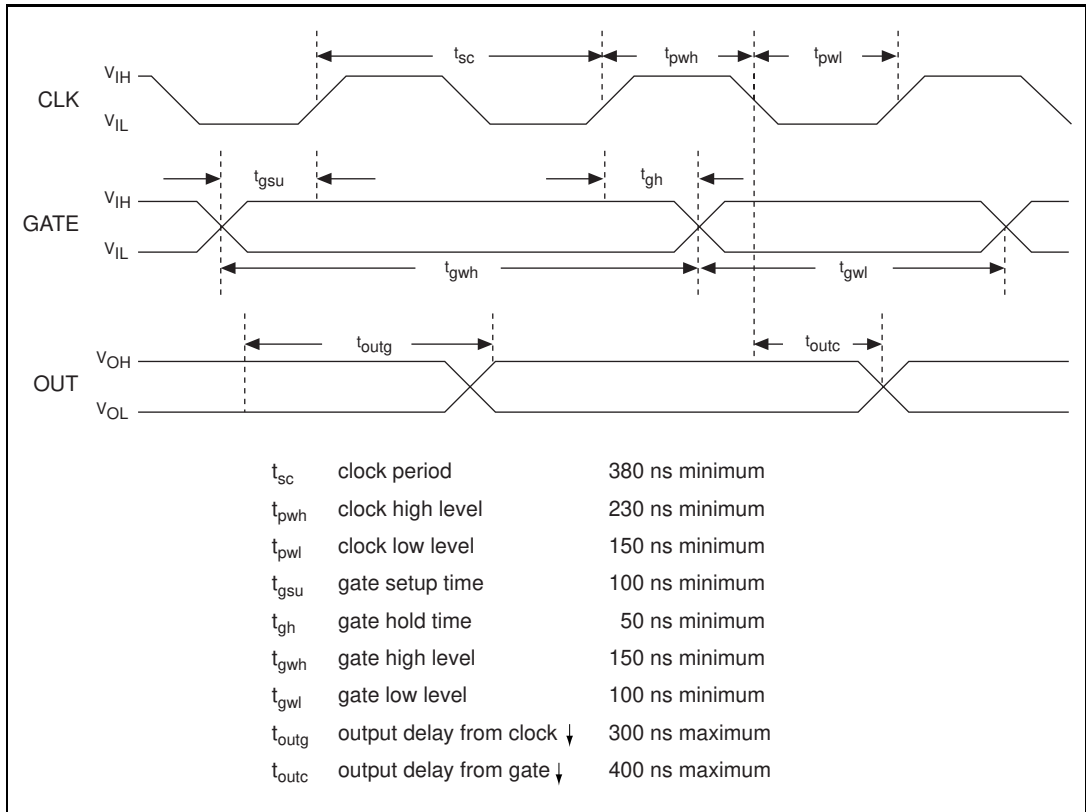 tsc tpwh tpwl
VIH
CLK
VIL
tgsu tgh
VIH
GATE
VIL
tgwh tgwl
toutg toutc
VOH
OUT
VOL
tsc clock period 380 ns minimum
tpwh clock high level 230 ns minimum
tpwl clock low level 150 ns minimum
tgsu gate setup time 100 ns minimum
tgh gate hold time 50 ns minimum
tgwh gate high level 150 ns minimum
tgwl gate low level 100 ns minimum
toutg output delay from clock ↓ 300 ns maximum
toutc output delay from gate ↓ 400 ns maximum